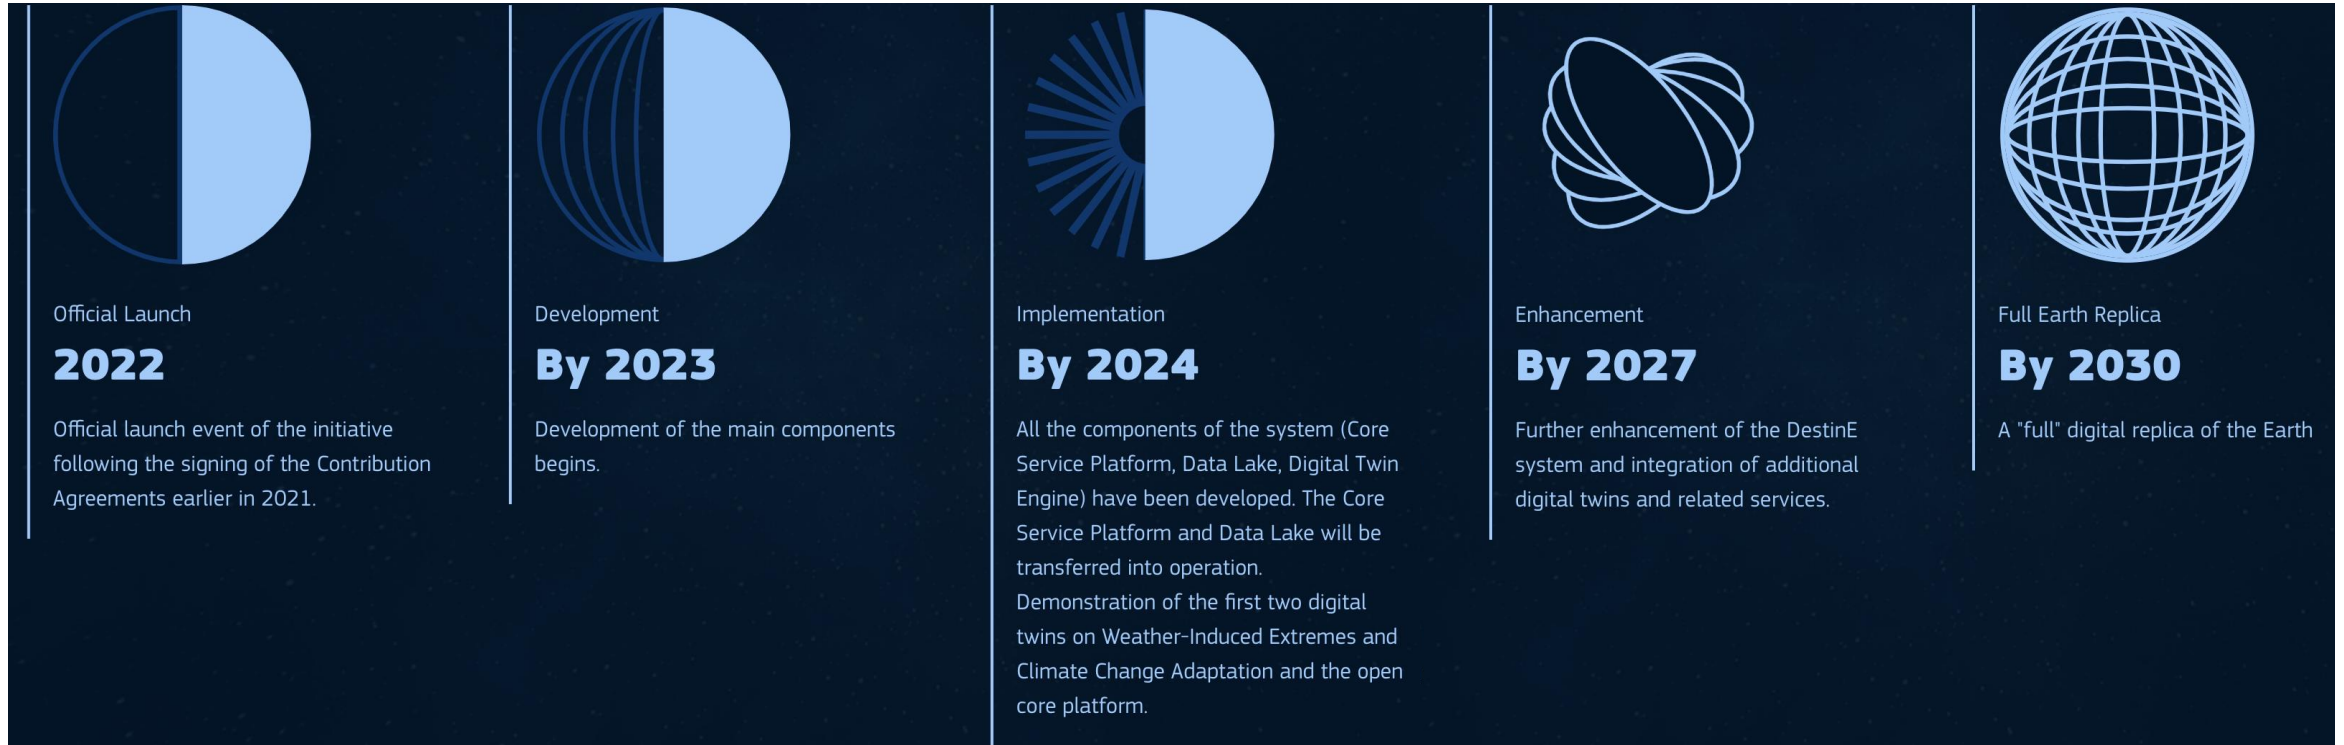 Official Launch
2022
Official launch event of the initiative
following the signing of the Contribution
Agreements earlier in 2021.
Development
By 2023
Development of the main components
begins.
Implementation
By 2024
All the components of the system (Core
Service Platform, Data Lake, Digital Twin
Engine) have been developed. The Core
Service Platform and Data Lake will be
transferred into operation.
Demonstration of the first two digital
twins on Weather-Induced Extremes and
Climate Change Adaptation and the open
core platform.
Enhancement
By 2027
Further enhancement of the DestinE
system and integration of additional
digital twins and related services.
Full Earth Replica
By 2030
A "full" digital replica of the Earth